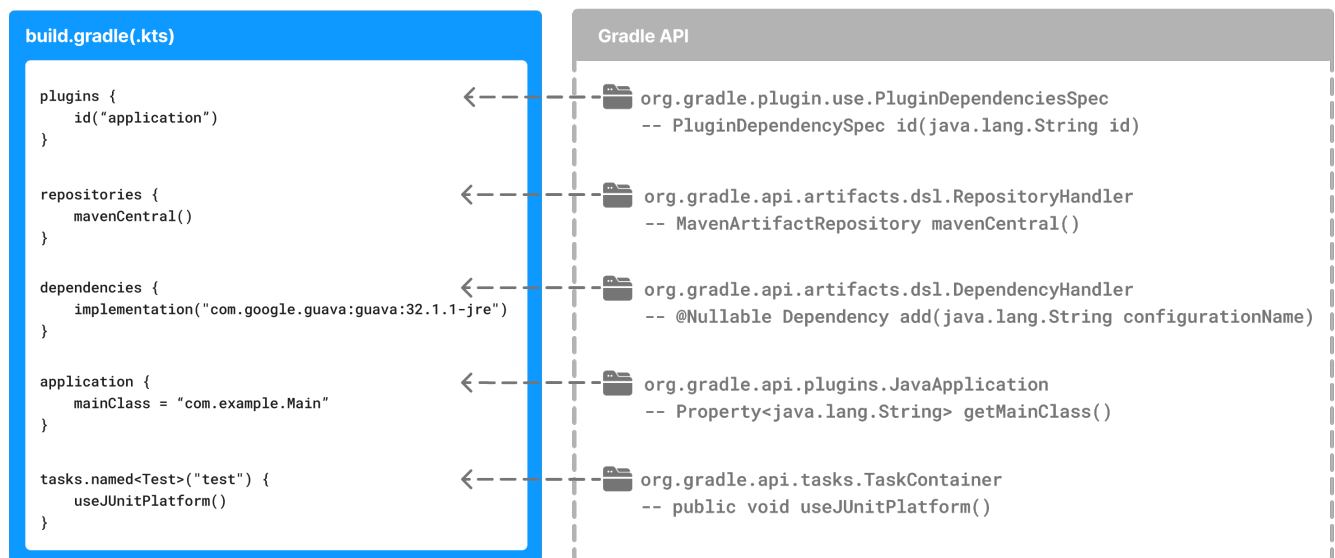 build.gradle(.kts)
plugins {
    id(“application”)
}
repositories {
    mavenCentral()
}
dependencies {
    implementation("com.google.guava:guava:32.1.1-jre")
}
application {
    mainClass = “com.example.Main”
}
tasks.named<Test>("test") {
    useJUnitPlatform()
}
Gradle API
org.gradle.plugin.use.PluginDependenciesSpec
-- PluginDependencySpec id(java.lang.String id)
org.gradle.api.artifacts.dsl.RepositoryHandler
-- MavenArtifactRepository mavenCentral()
org.gradle.api.artifacts.dsl.DependencyHandler
-- @Nullable Dependency add(java.lang.String configurationName)
org.gradle.api.plugins.JavaApplication
-- Property<java.lang.String> getMainClass()
org.gradle.api.tasks.TaskContainer
-- public void useJUnitPlatform()